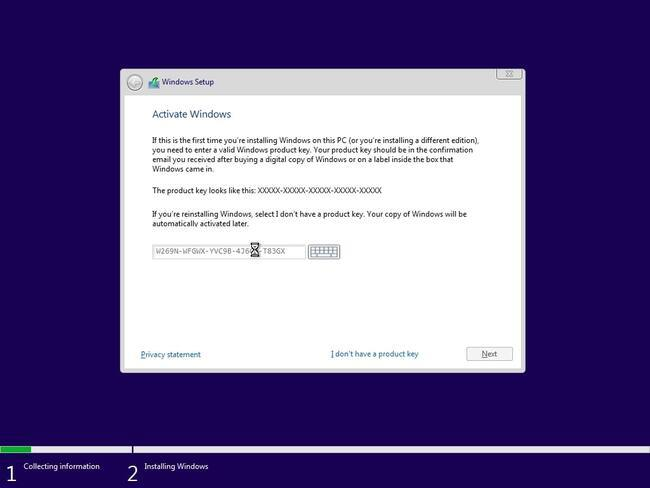 Windows Setup
Activate Windows
If this is the first time you're installing Windows on this PC (or you're installing a different edition),
you need to enter a valid Windows product key. Your product key should be in the confirmation
email you received after buying a digital copy of Windows or on a label inside the box that
Windows came in.
The product key looks like this: XXXXX-XXXXX-XXXXX-XXXXX-XXXXX
If you're reinstalling Windows, select I don't have a product key. Your copy of Windows will be
automatically activated later.
W269N-WFGWX-YVC9B-4J6 -T83GX
Privacy statement
I don't have a product key
Next
1 Collecting information
2 Installing Windows